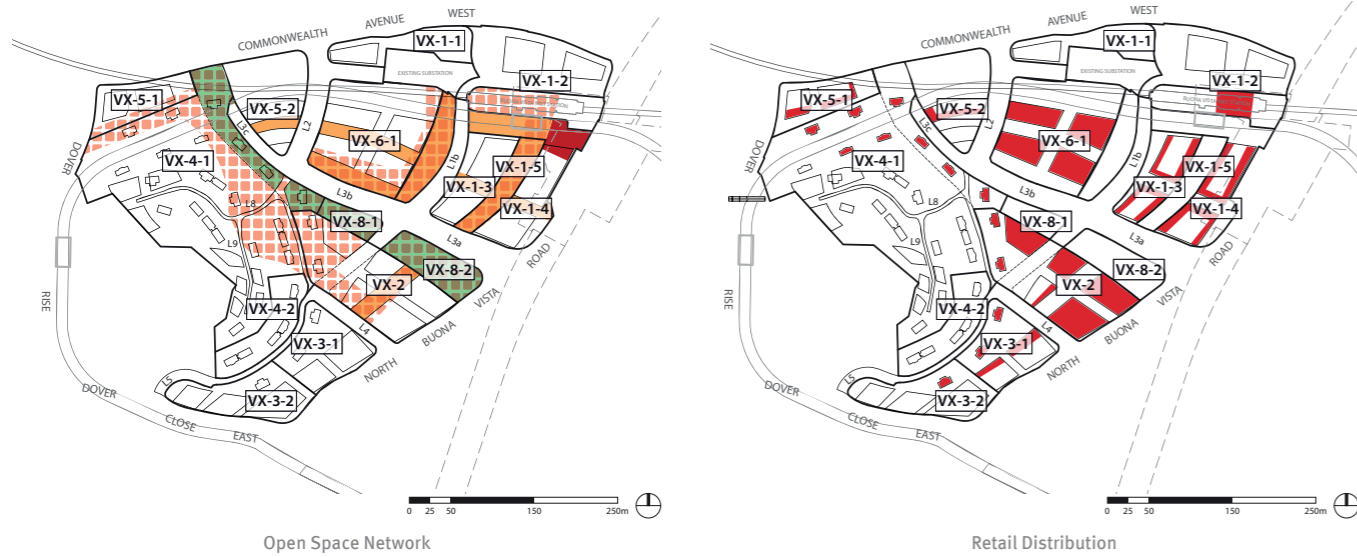 COMMONWEALTH AVENUE WEST
VX-1-1
EXISTING SUBSTATION
VX-1-2
VX-5-1
VX-5-2
L3c
L2
VX-6-1
L1b
DOVER
VX-4-1
VX-1-5
VX-1-3
L3b
VX-1-4
L8
VX-8-1
L3a
L9
ROAD
VX-8-2
VX-2
VISTA
RISE
VX-4-2
L4
BUONA
VX-3-1
NORTH
L5
DOVER
VX-3-2
CLOSE
EAST
0 25 50 150 250m
Open Space Network
COMMONWEALTH AVENUE WEST
VX-1-1
EXISTING SUBSTATION
VX-1-2
BUONA VISTA MRT STATION
VX-5-1
VX-5-2
L3c
L2
VX-6-1
L1b
DOVER
VX-4-1
VX-1-5
VX-1-3
L3b
VX-1-4
L8
VX-8-1
L3a
L9
ROAD
VX-8-2
VX-2
VISTA
RISE
VX-4-2
L4
BUONA
VX-3-1
NORTH
L5
DOVER
VX-3-2
CLOSE
EAST
0 25 50 150 250m
Retail Distribution